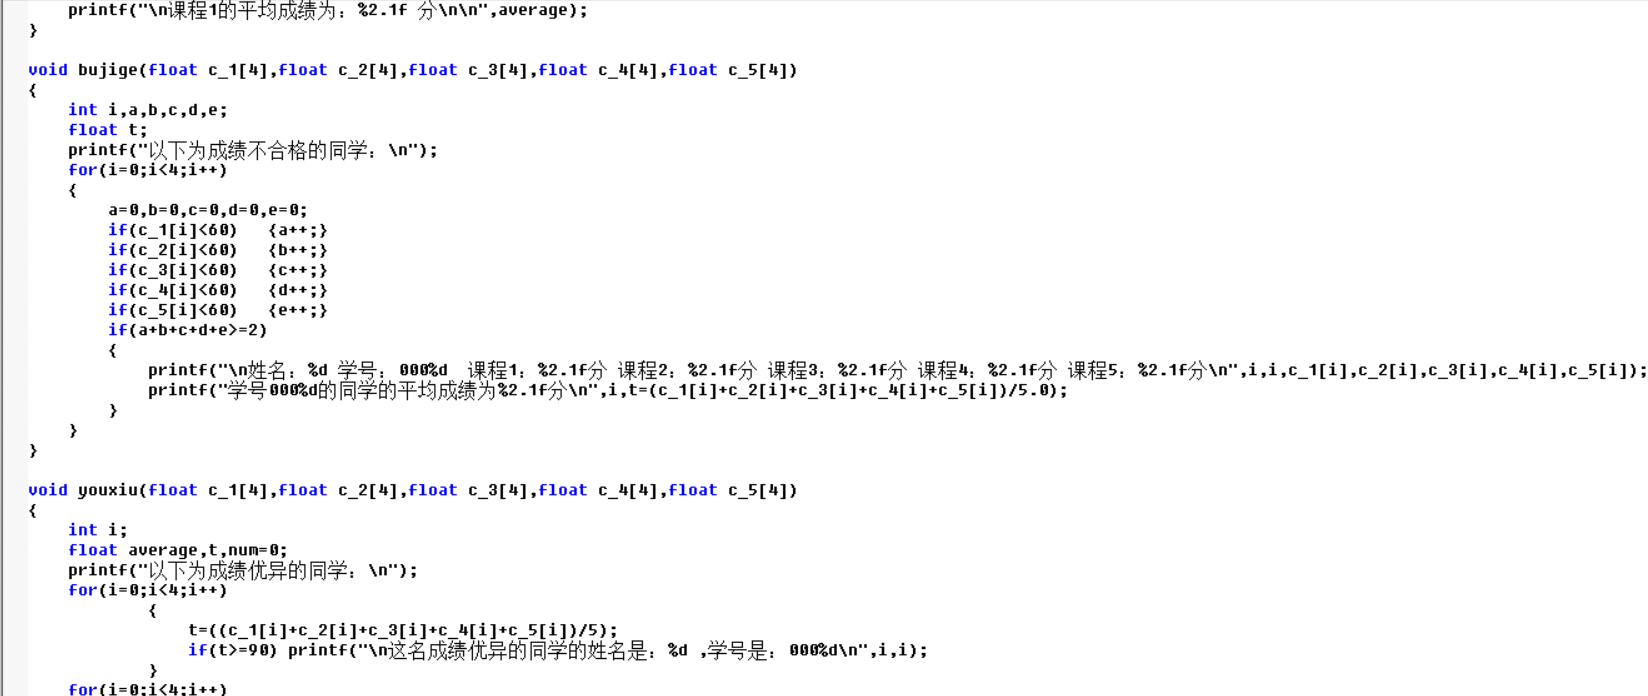 printf("\n课程1的平均成绩为：%2.1f 分\n\n",average);
}
void bujige(float c_1[4],float c_2[4],float c_3[4],float c_4[4],float c_5[4])
{
int i,a,b,c,d,e;
float t;
printf("以下为成绩不合格的同学：\n");
for(i=0;i<4;i++)
{
a=0,b=0,c=0,d=0,e=0;
if(c_1[i]<60)   {a++;}
if(c_2[i]<60)   {b++;}
if(c_3[i]<60)   {c++;}
if(c_4[i]<60)   {d++;}
if(c_5[i]<60)   {e++;}
if(a+b+c+d+e>=2)
{
printf("\n姓名：%d 学号：000%d  课程1：%2.1f分 课程2：%2.1f分 课程3：%2.1f分 课程4：%2.1f分 课程5：%2.1f分\n",i,i,c_1[i],c_2[i],c_3[i],c_4[i],c_5[i]);
printf("学号000%d的同学的平均成绩为%2.1f分\n",i,t=(c_1[i]+c_2[i]+c_3[i]+c_4[i]+c_5[i])/5.0);
}
}
}
void youxiu(float c_1[4],float c_2[4],float c_3[4],float c_4[4],float c_5[4])
{
int i;
float average,t,num=0;
printf("以下为成绩优异的同学：\n");
for(i=0;i<4;i++)
{
t=((c_1[i]+c_2[i]+c_3[i]+c_4[i]+c_5[i])/5);
if(t>=90) printf("\n这名成绩优异的同学的姓名是：%d ,学号是：000%d\n",i,i);
}
for(i=0;i<4;i++)